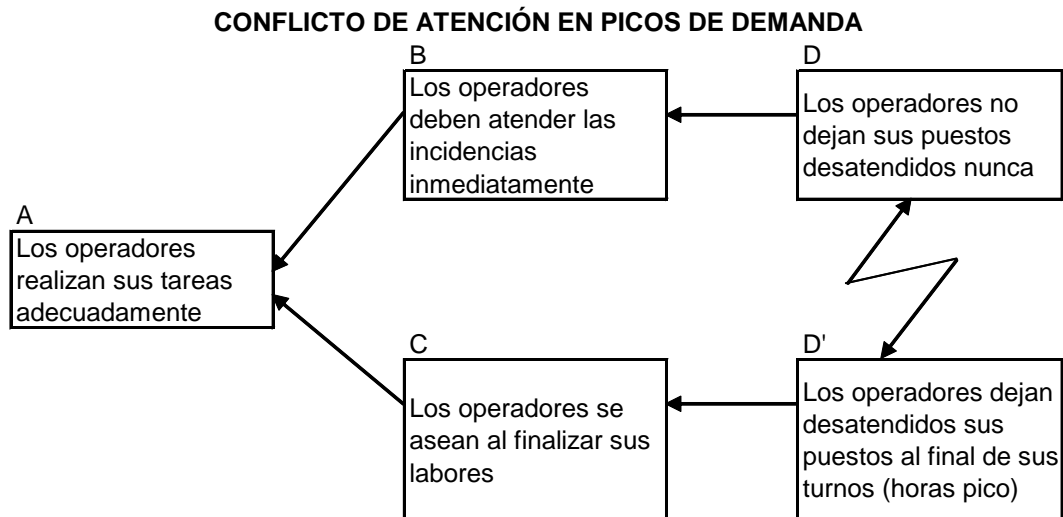 CONFLICTO DE ATENCIÓN EN PICOS DE DEMANDA
B
Los operadores
deben atender las
incidencias
inmediatamente
D
Los operadores no
dejan sus puestos
desatendidos nunca
A
Los operadores
realizan sus tareas
adecuadamente
C
Los operadores se
asean al finalizar sus
labores
D'
Los operadores dejan
desatendidos sus
puestos al final de sus
turnos (horas pico)